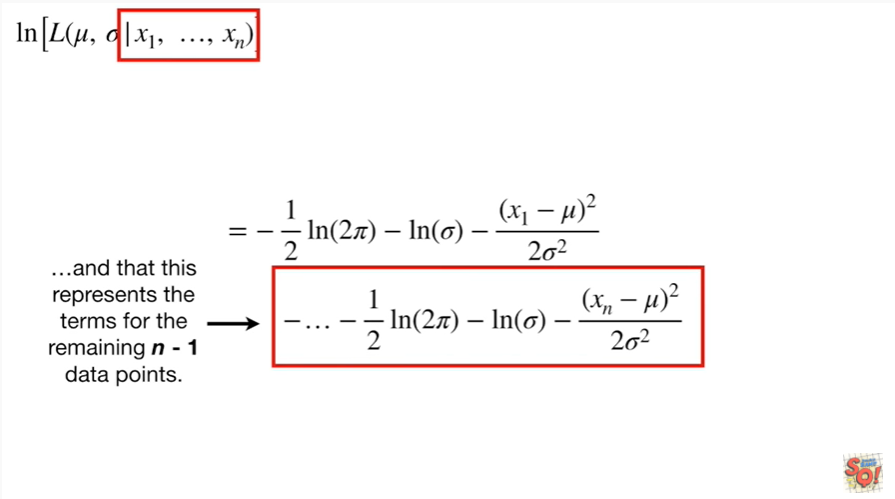 ln[L(μ, σ|x₁, …, xₙ)]
= − 1/2 ln(2π) − ln(σ) − (x₁ − μ)²/2σ²
…and that this
represents the
terms for the
remaining n - 1
data points.
−… − 1/2 ln(2π) − ln(σ) − (xₙ − μ)²/2σ²
SQ!